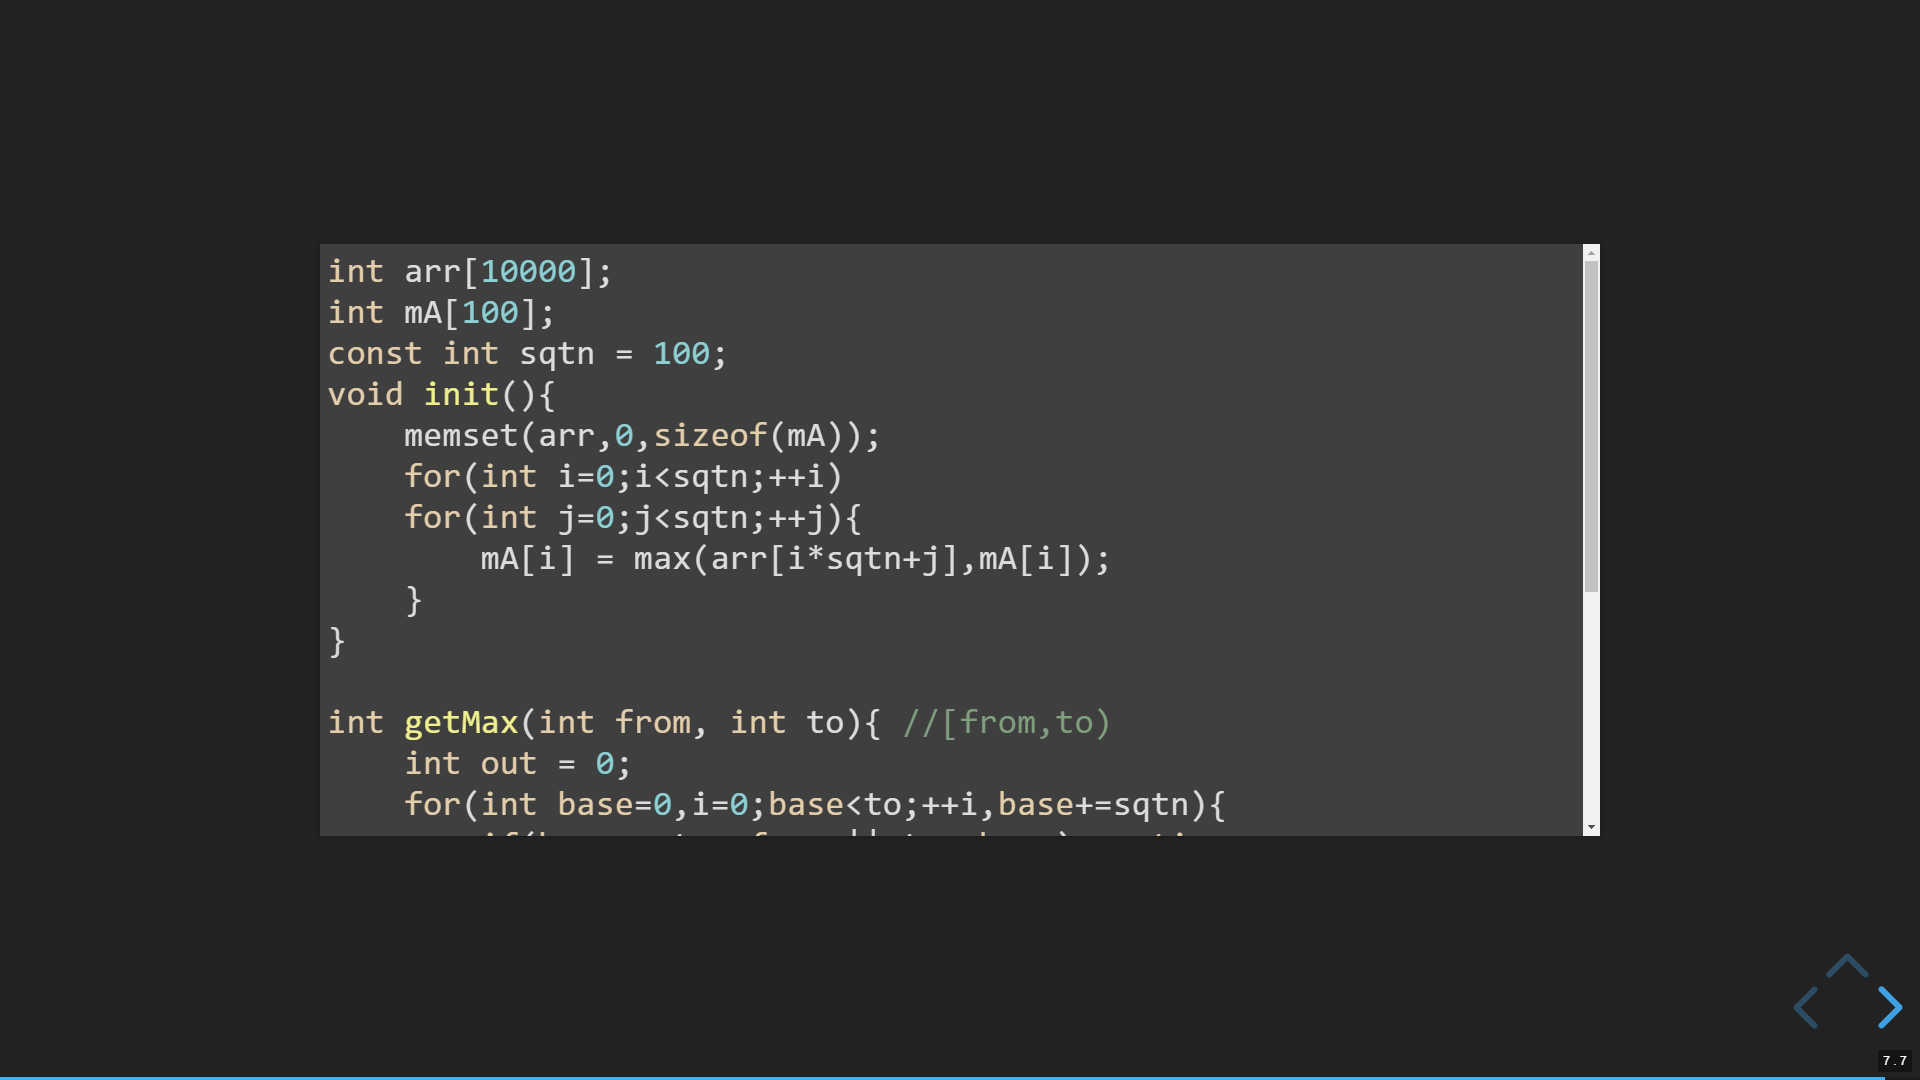 int arr[10000];
int mA[100];
const int sqtn = 100;
void init(){
    memset(arr,0,sizeof(mA));
    for(int i=0;i<sqtn;++i)
    for(int j=0;j<sqtn;++j){
        mA[i] = max(arr[i*sqtn+j],mA[i]);
    }
}

int getMax(int from, int to){ //[from,to)
    int out = 0;
    for(int base=0,i=0;base<to;++i,base+=sqtn){
7.7